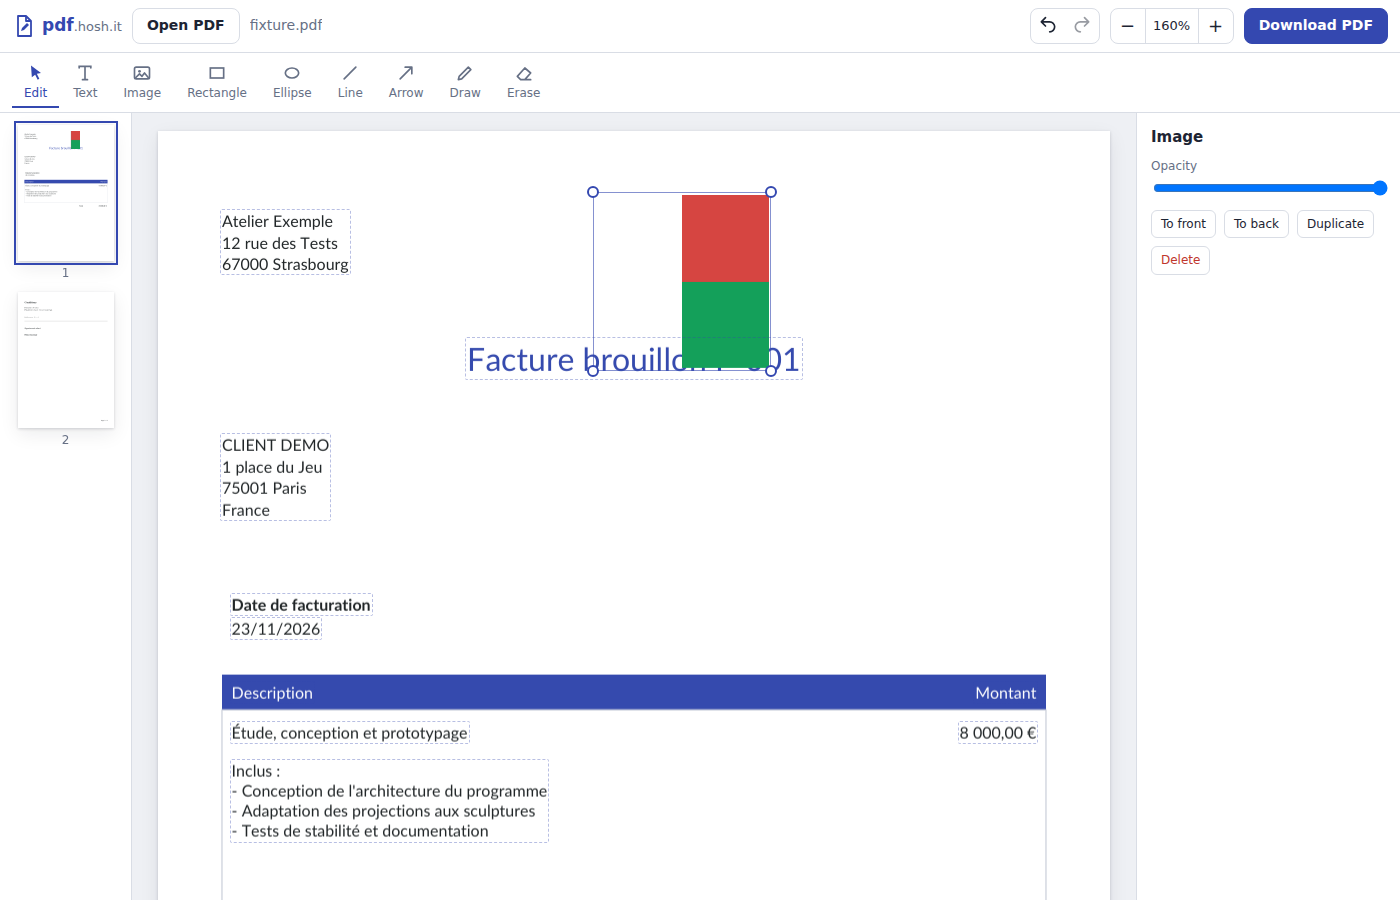 pdf.hosh.it
Open PDF
fixture.pdf
160%
Download PDF
Edit
Text
Image
Rectangle
Ellipse
Line
Arrow
Draw
Erase
1
2
Atelier Exemple
12 rue des Tests
67000 Strasbourg
Facture
CLIENT DEMO
1 place du Jeu
75001 Paris
France
Date de facturation
23/11/2026
Description
Montant
Étude, conception et prototypage
8 000,00 €
Inclus :
- Conception de l'architecture du programme
- Adaptation des projections aux sculptures
- Tests de stabilité et documentation
Image
Opacity
To front
To back
Duplicate
Delete